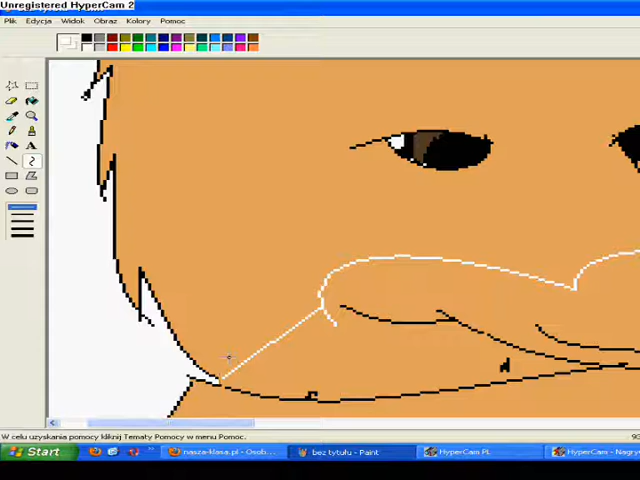 Unregistered HyperCam 2
Plik Edycja Widok Obraz Kolory Pomoc
A
W celu uzyskania pomocy kliknij Tematy Pomocy w menu Pomoc.
Start
nasza-klasa.pl - Osob...
bez tytułu - Paint
HyperCam PL
HyperCam - Nagry